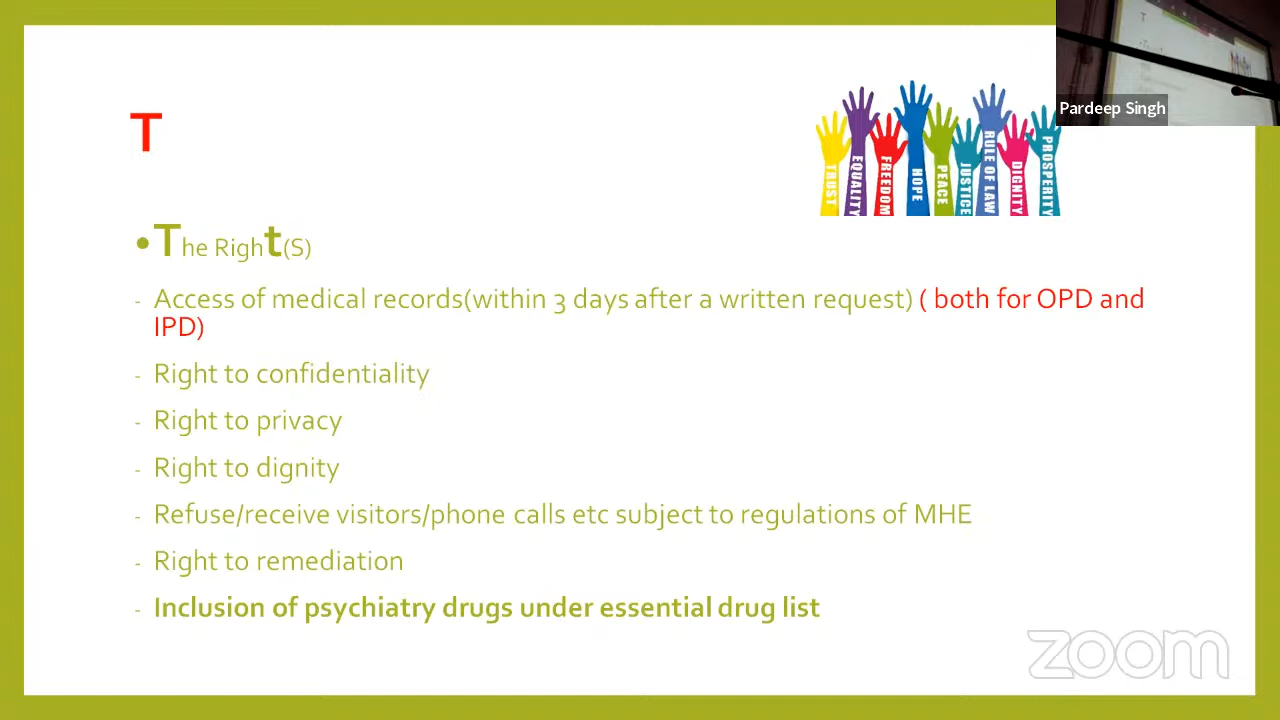 T
Pardeep Singh
TRUST
EQUALITY
FREEDOM
HOPE
PEACE
JUSTICE
RULE OF LAW
DIGNITY
PROSPERITY
•The Right(S)
- Access of medical records(within 3 days after a written request) ( both for OPD and
IPD)
- Right to confidentiality
- Right to privacy
- Right to dignity
- Refuse/receive visitors/phone calls etc subject to regulations of MHE
- Right to remediation
- Inclusion of psychiatry drugs under essential drug list
zoom